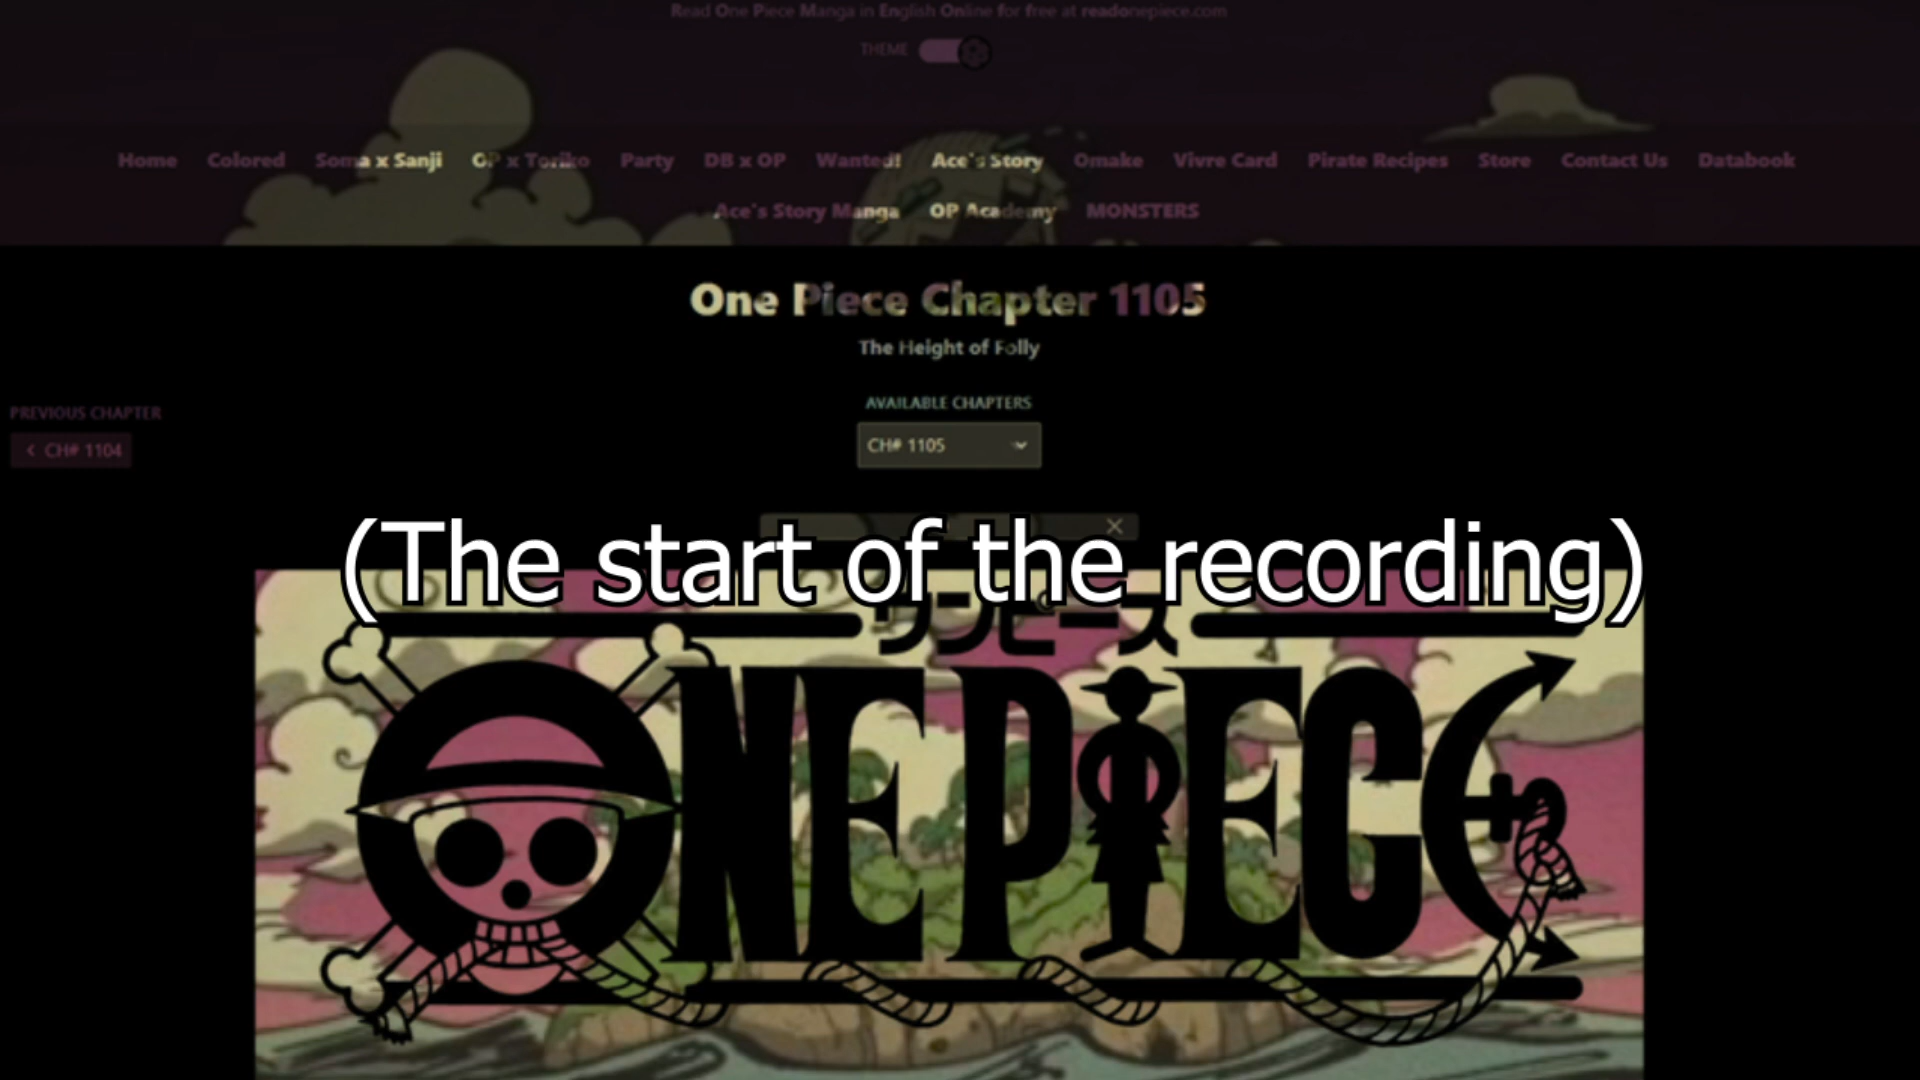 Read One Piece Manga in English Online for free at readonepiece.com
THEME
Home Colored Soma x Sanji OP x Toriko Party DB x OP Wanted! Ace's Story Omake Vivre Card Pirate Recipes Store Contact Us Databook
Ace's Story Manga OP Academy MONSTERS
One Piece Chapter 1105
The Height of Folly
PREVIOUS CHAPTER
AVAILABLE CHAPTERS
< CH# 1104
CH# 1105
(The start of the recording)
ワンピース
ONE PIECE